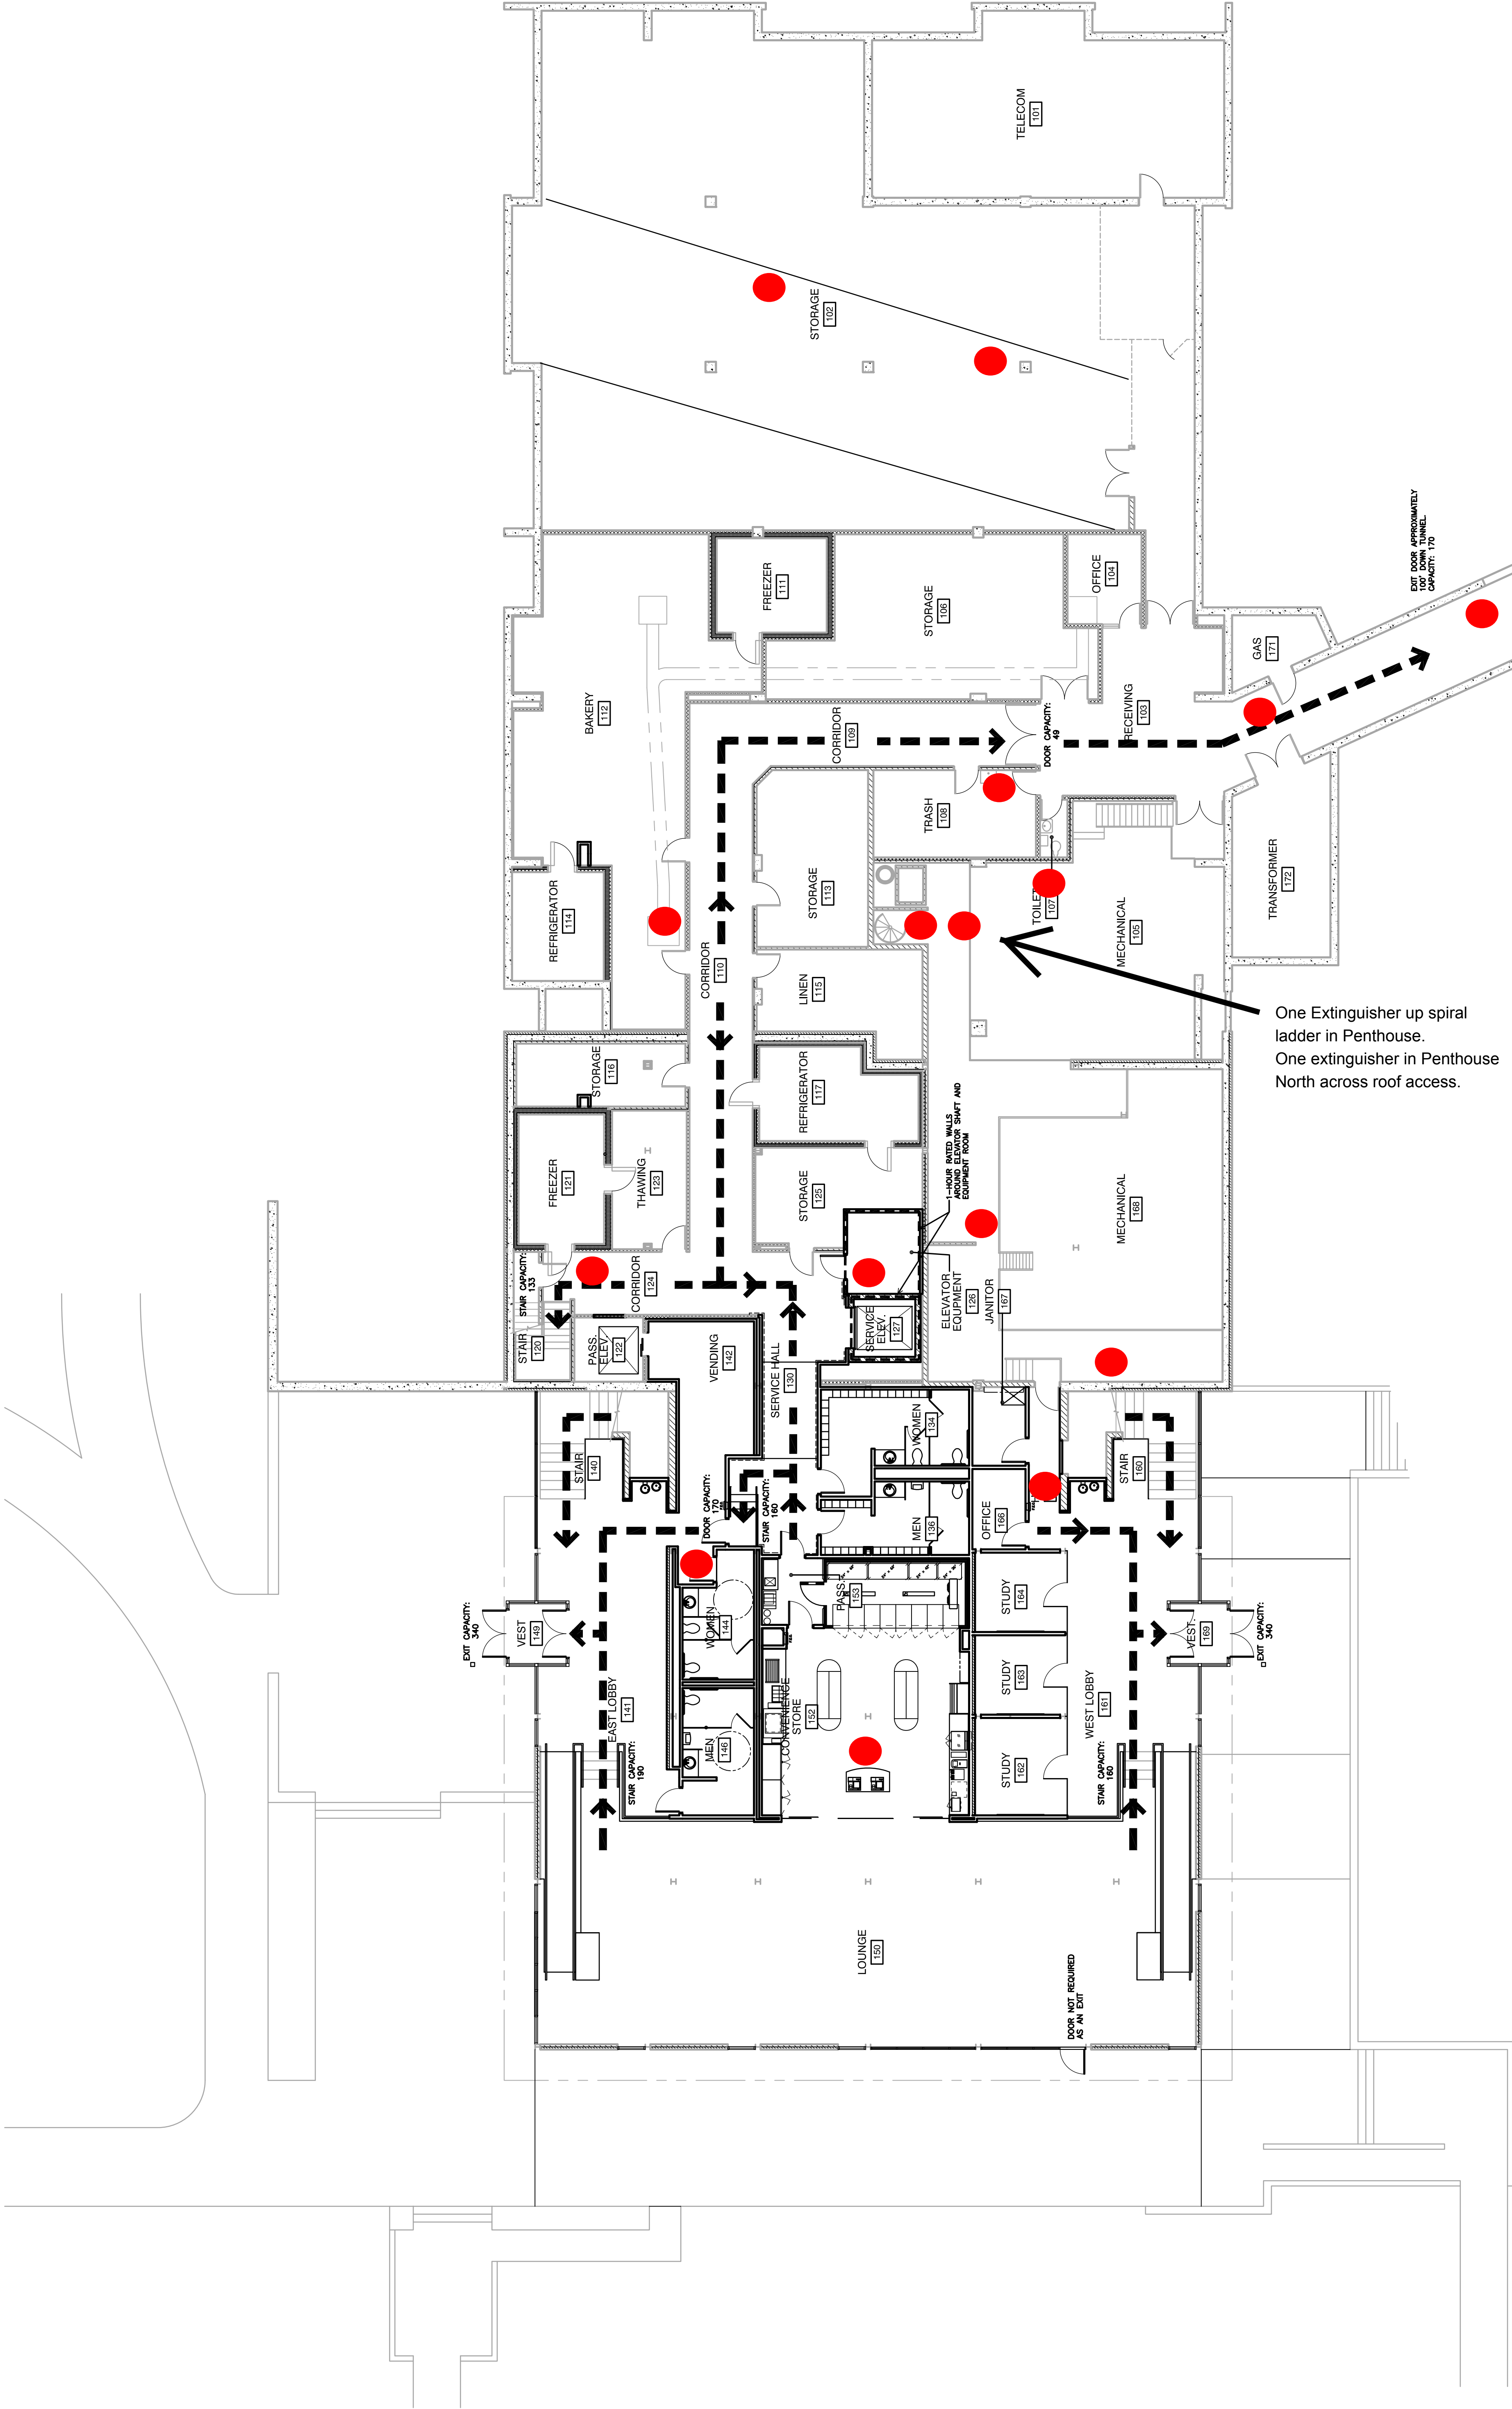 TELECOM
101
STORAGE
102
EXIT DOOR APPROXIMATELY
100' DOWN TUNNEL.
CAPACITY: 170
FREEZER
111
STORAGE
106
OFFICE
104
GAS
171
BAKERY
112
CORRIDOR
109
DOOR CAPACITY:
49
RECEIVING
103
TRASH
108
REFRIGERATOR
114
STORAGE
113
TOILET
107
MECHANICAL
105
TRANSFORMER
172
CORRIDOR
110
LINEN
115
One Extinguisher up spiral
ladder in Penthouse.
One extinguisher in Penthouse
North across roof access.
STORAGE
116
REFRIGERATOR
117
1-HOUR RATED WALLS
AROUND ELEVATOR SHAFT AND
EQUIPMENT ROOM
FREEZER
121
THAWING
123
STORAGE
125
MECHANICAL
168
STAIR CAPACITY:
133
CORRIDOR
124
ELEVATOR
EQUIPMENT
126
JANITOR
167
STAIR
120
PASS.
ELEV.
122
VENDING
142
SERVICE HALL
130
SERVICE
ELEV.
127
STAIR
140
WOMEN
134
STAIR
160
DOOR CAPACITY:
170
STAIR CAPACITY:
160
MEN
136
OFFICE
166
EXIT CAPACITY:
340
VEST
149
WOMEN
144
PASS.
153
STUDY
164
VEST.
169
EXIT CAPACITY:
340
EAST LOBBY
141
STAIR CAPACITY:
190
MEN
146
CONVENIENCE
STORE
152
STUDY
163
STUDY
162
WEST LOBBY
161
STAIR CAPACITY:
160
LOUNGE
150
DOOR NOT REQUIRED
AS AN EXIT